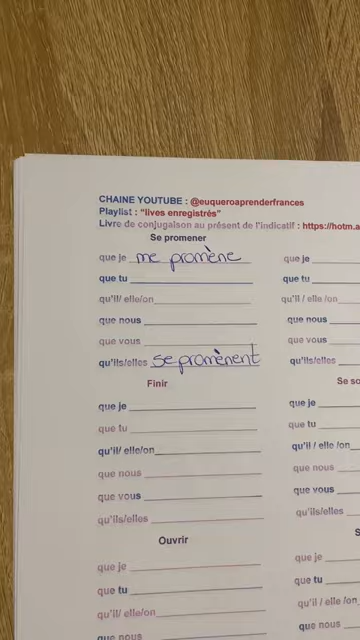 CHAINE YOUTUBE : @euqueroaprenderfrances
Playlist : "lives enregistrés"
Livre de conjugaison au présent de l'indicatif : https://hotm.a
Se promener
que je me promène
que tu
qu'il/ elle/on
que nous
que vous
qu'ils/elles se promènent
Finir
que je
que tu
qu'il/ elle/on
que nous
que vous
qu'ils/elles
Ouvrir
que je
que tu
qu'il/ elle/on
que nous
que je
que tu
qu'il / elle /on
que nous
que vous
qu'ils/elles
Se so
que je
que tu
qu'il / elle /on
que nous
que vous
qu'ils/elles
S
que je
que tu
qu'il / elle /on
que nous